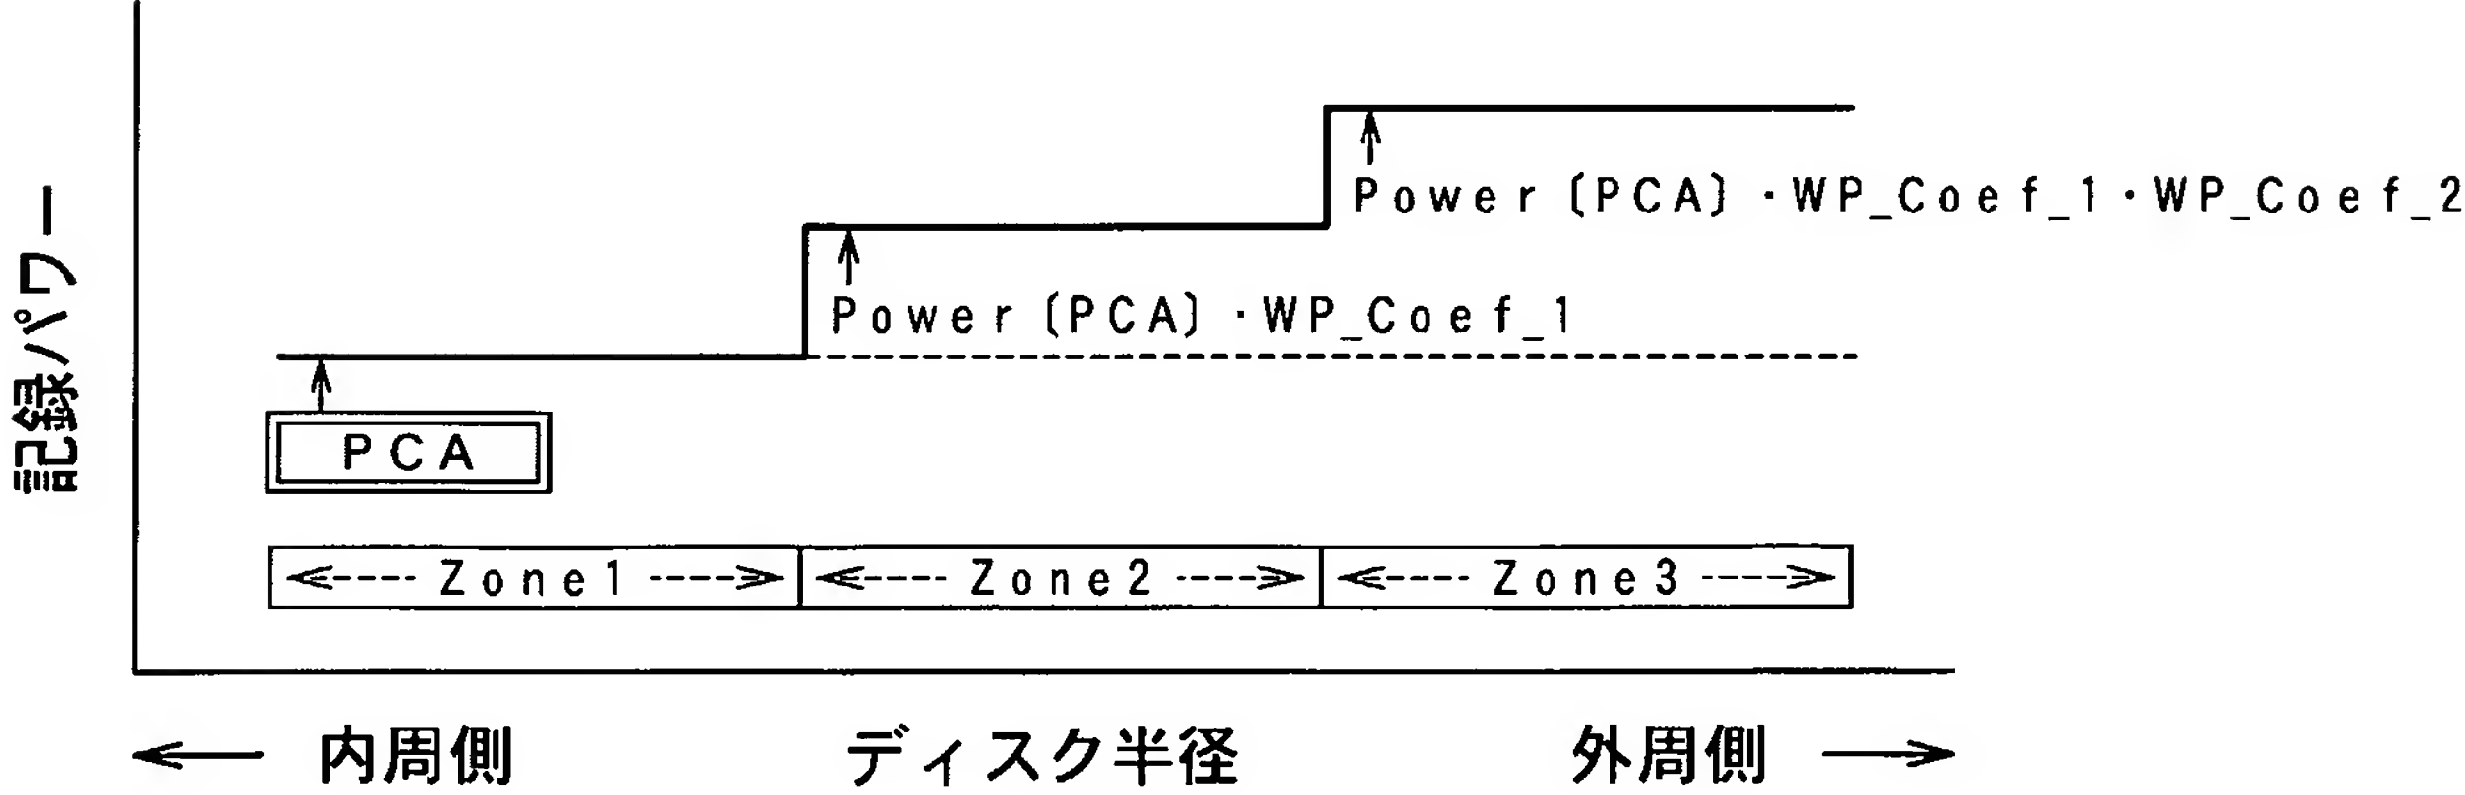 記録パワー
Power〔PCA〕・WP_Coef_1・WP_Coef_2
Power〔PCA〕・WP_Coef_1
PCA
Zone1 Zone2 Zone3
内周側 ディスク半径 外周側